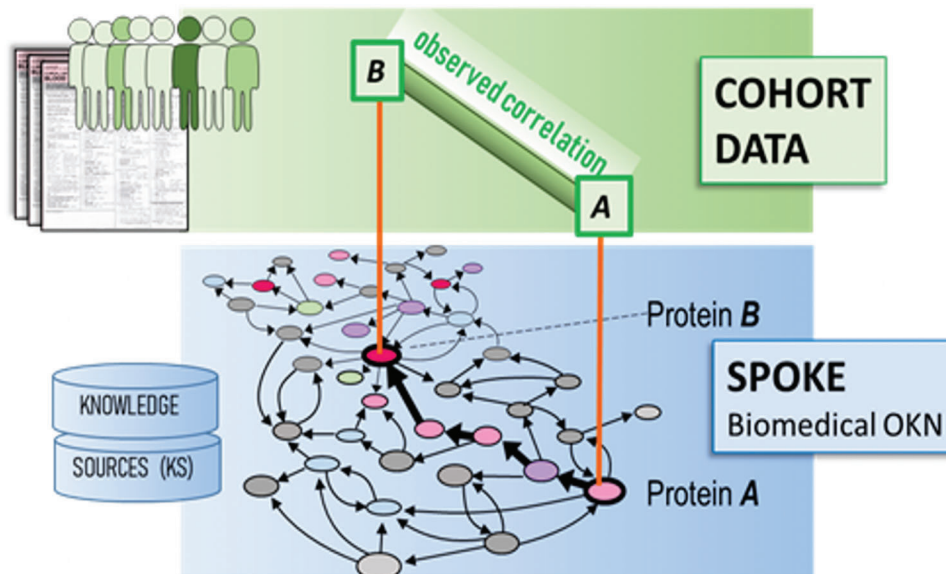 B
observed correlation
A
COHORT
DATA
Protein B
KNOWLEDGE
SOURCES (KS)
SPOKE
Biomedical OKN
Protein A